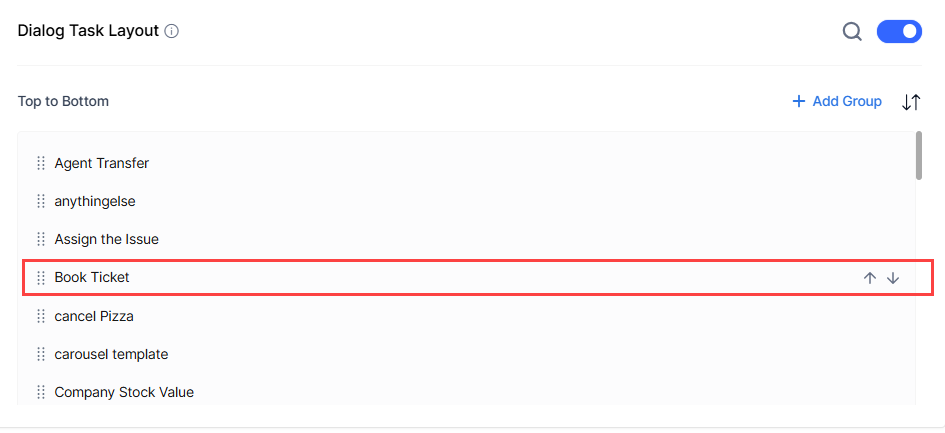 Dialog Task Layout
Top to Bottom
+ Add Group
Agent Transfer
anythingelse
Assign the Issue
Book Ticket
cancel Pizza
carousel template
Company Stock Value